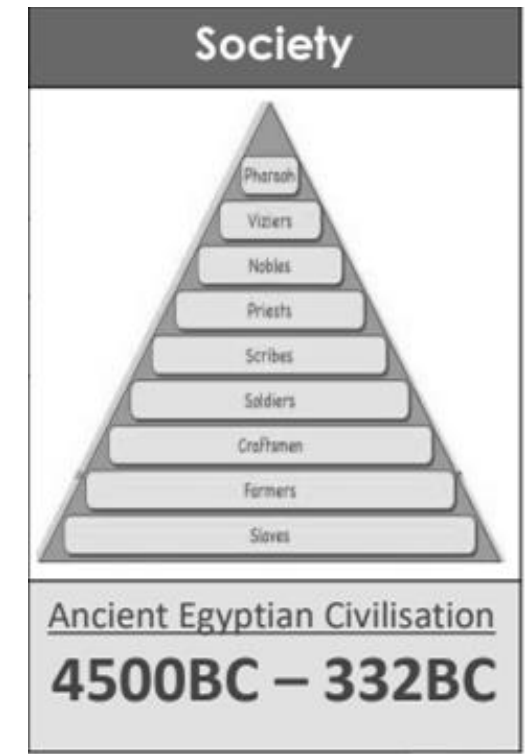 Society
Pharaoh
Viziers
Nobles
Priests
Scribes
Soldiers
Craftsmen
Farmers
Slaves
Ancient Egyptian Civilisation
4500BC – 332BC